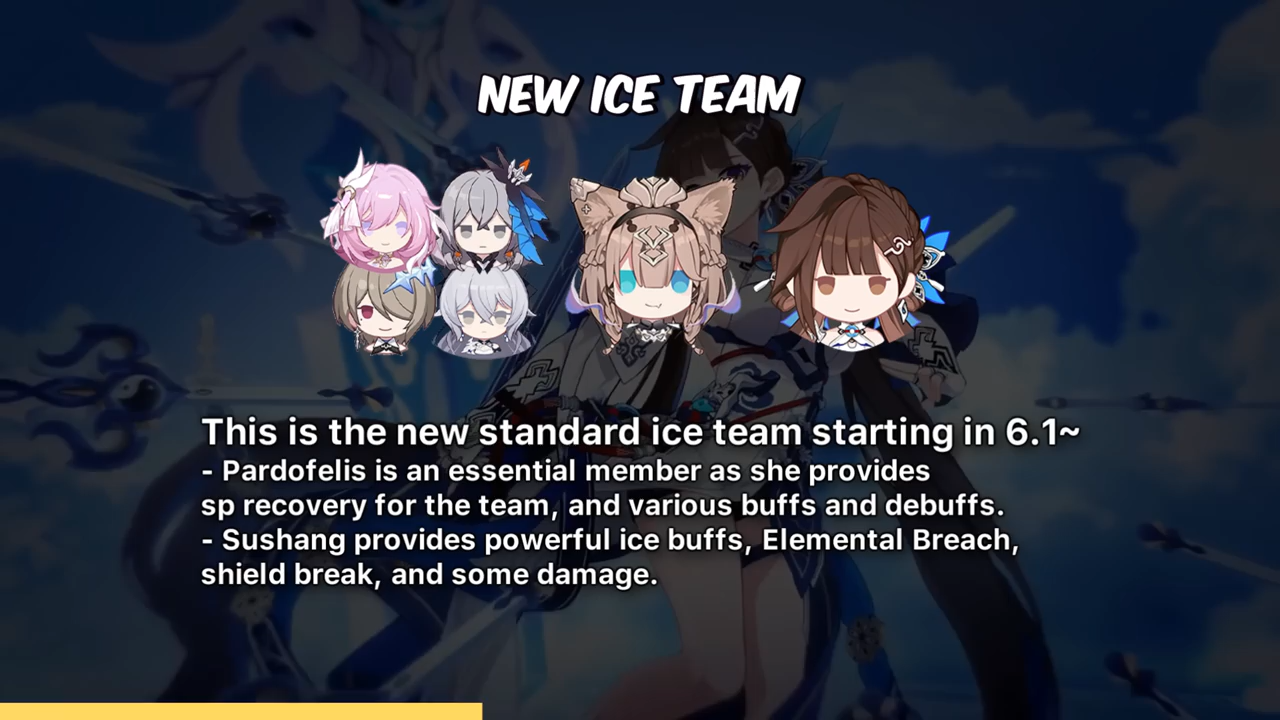 NEW ICE TEAM
This is the new standard ice team starting in 6.1~
- Pardofelis is an essential member as she provides
sp recovery for the team, and various buffs and debuffs.
- Sushang provides powerful ice buffs, Elemental Breach,
shield break, and some damage.